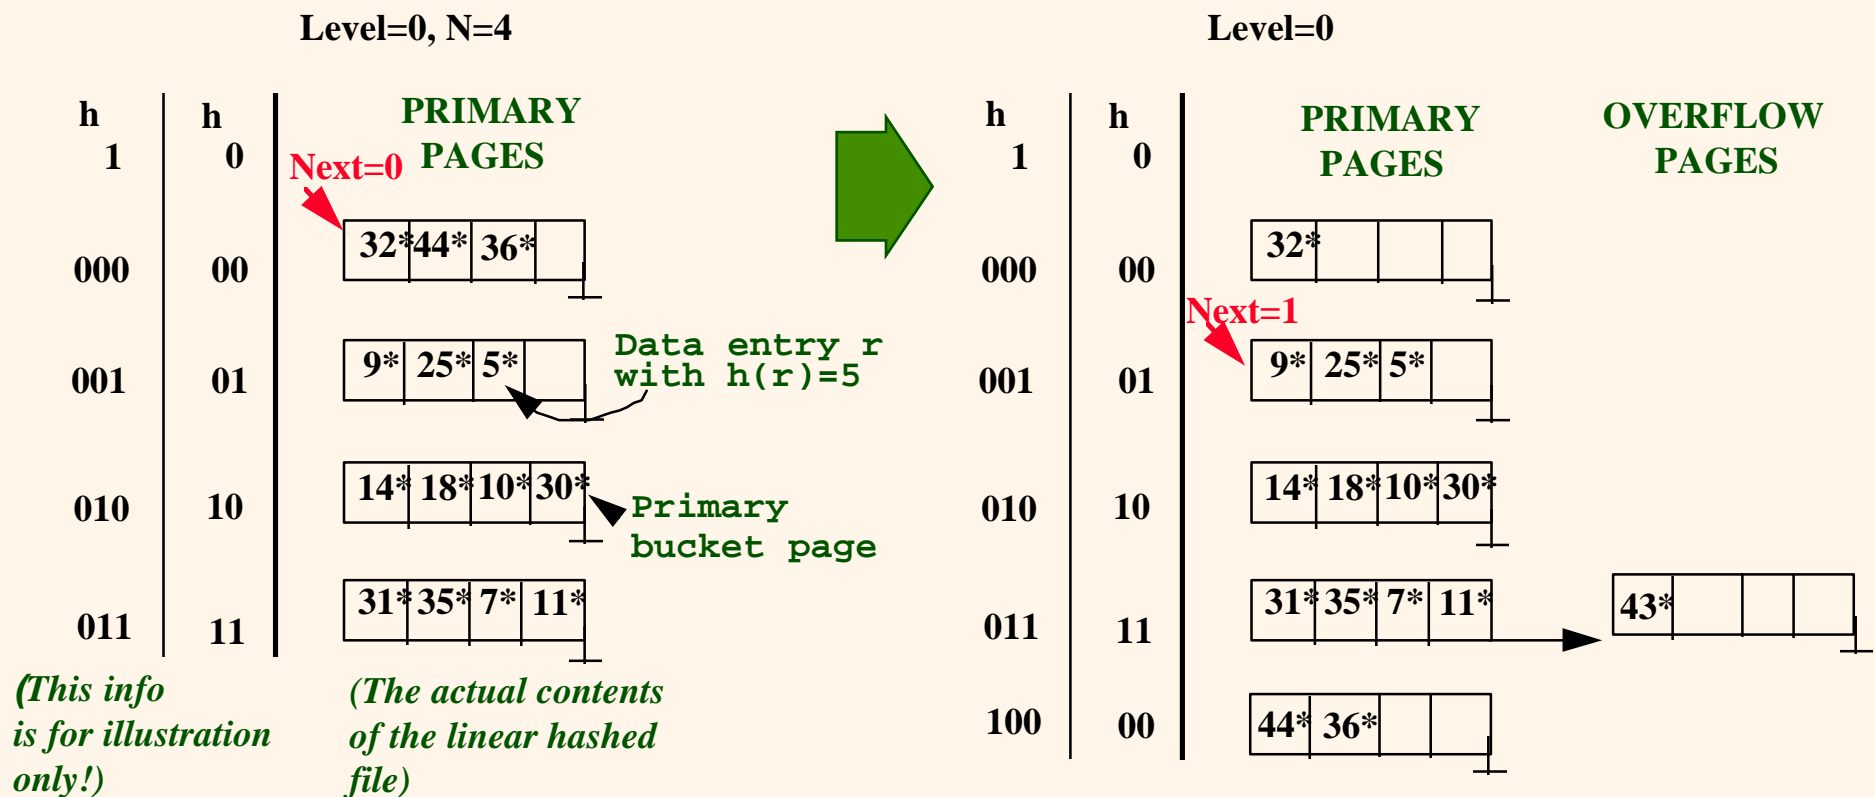 Level=0, N=4
h h PRIMARY
1 0 PAGES
Next=0
000 00 32* 44* 36*
001 01 9* 25* 5*
Data entry r
with h(r)=5
010 10 14* 18* 10* 30*
Primary
bucket page
011 11 31* 35* 7* 11*
(This info
is for illustration
only!)
(The actual contents
of the linear hashed
file)
Level=0
h h PRIMARY OVERFLOW
1 0 PAGES PAGES
000 00 32*
Next=1
001 01 9* 25* 5*
010 10 14* 18* 10* 30*
011 11 31* 35* 7* 11* 43*
100 00 44* 36*